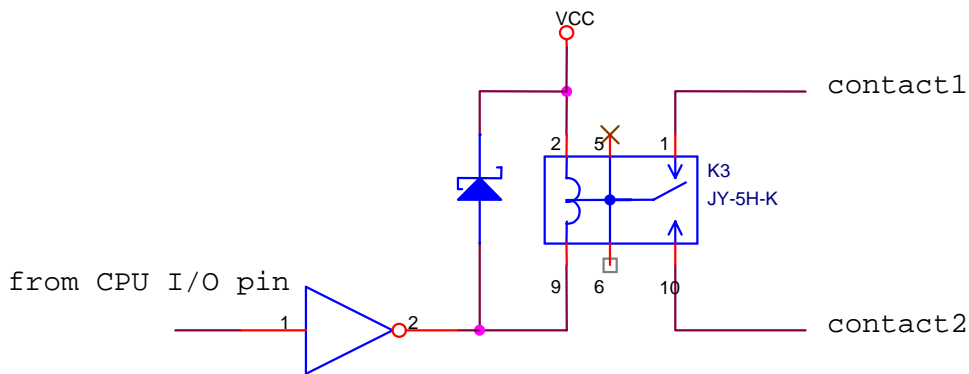 VCC
contact1
2 5 1
K3
JY-5H-K
from CPU I/O pin
9 6 10
1 2
contact2